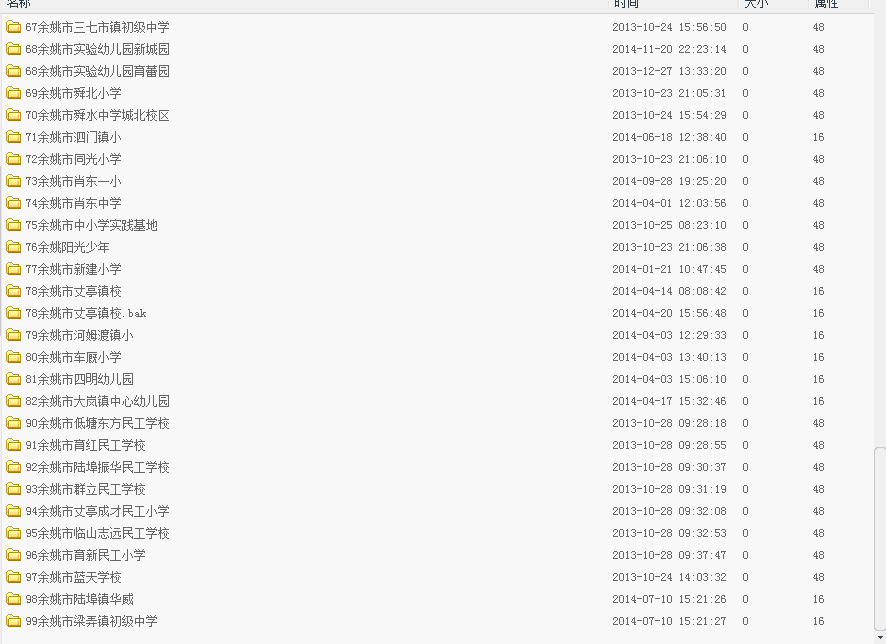 名称 时间 大小 属性
67余姚市三七市镇初级中学 2013-10-24 15:56:50 0 48
68余姚市实验幼儿园新城园 2014-11-20 22:23:14 0 48
68余姚市实验幼儿园育蕾园 2013-12-27 13:33:20 0 48
69余姚市舜北小学 2013-10-23 21:05:31 0 48
70余姚市舜水中学城北校区 2013-10-24 15:54:29 0 48
71余姚市泗门镇小 2014-06-18 12:38:40 0 16
72余姚市同光小学 2013-10-23 21:06:10 0 48
73余姚市肖东一小 2014-09-28 19:25:20 0 48
74余姚市肖东中学 2014-04-01 12:03:56 0 48
75余姚市中小学实践基地 2013-10-25 08:23:10 0 48
76余姚阳光少年 2013-10-23 21:06:38 0 48
77余姚市新建小学 2014-01-21 10:47:45 0 48
78余姚市丈亭镇校 2014-04-14 08:08:42 0 16
78余姚市丈亭镇校.bak 2014-04-20 15:56:48 0 16
79余姚市河姆渡镇小 2014-04-03 12:29:33 0 16
80余姚市车厩小学 2014-04-03 13:40:13 0 16
81余姚市四明幼儿园 2014-04-03 15:06:10 0 16
82余姚市大岚镇中心幼儿园 2014-04-17 15:32:46 0 16
90余姚市低塘东方民工学校 2013-10-28 09:28:18 0 48
91余姚市育红民工学校 2013-10-28 09:28:55 0 48
92余姚市陆埠振华民工学校 2013-10-28 09:30:37 0 48
93余姚市群立民工学校 2013-10-28 09:31:19 0 48
94余姚市丈亭成才民工小学 2013-10-28 09:32:08 0 48
95余姚市临山志远民工学校 2013-10-28 09:32:53 0 48
96余姚市育新民工小学 2013-10-28 09:37:47 0 48
97余姚市蓝天学校 2013-10-24 14:03:32 0 48
98余姚市陆埠镇华威 2014-07-10 15:21:26 0 16
99余姚市梁弄镇初级中学 2014-07-10 15:21:27 0 16